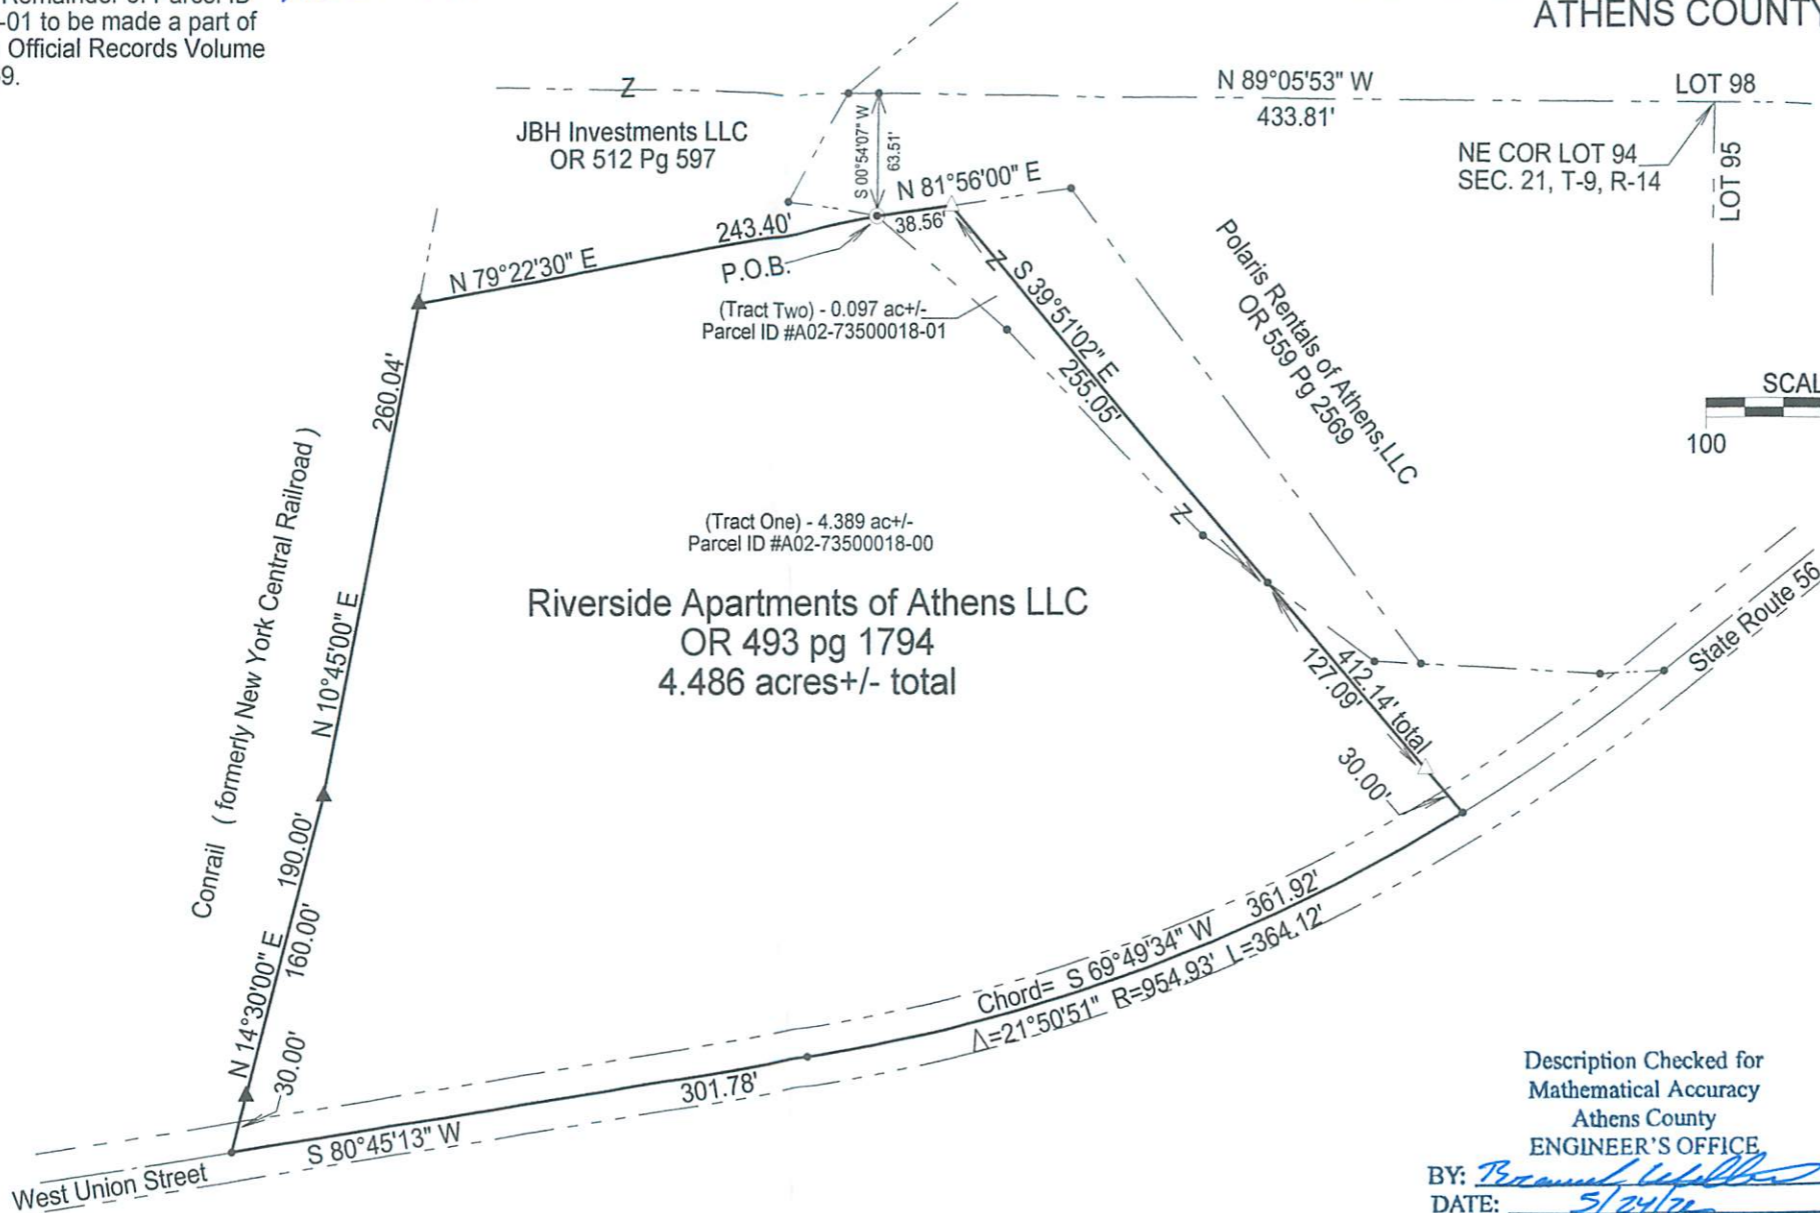 -01 to be made a part of
Official Records Volume
9.
ATHENS COUNTY
Z
N 89°05'53" W
433.81'
LOT 98
JBH Investments LLC
OR 512 Pg 597
S 00°54'07" W
63.51'
NE COR LOT 94
SEC. 21, T-9, R-14
LOT 95
N 81°56'00" E
38.56'
243.40'
N 79°22'30" E
P.O.B.
(Tract Two) - 0.097 ac+/-
Parcel ID #A02-73500018-01
Z
S 39°51'02" E
255.05'
Polaris Rentals of Athens,LLC
OR 559 Pg 2569
SCAL
100
260.04'
Conrail ( formerly New York Central Railroad )
N 10°45'00" E
(Tract One) - 4.389 ac+/-
Parcel ID #A02-73500018-00
Z
Riverside Apartments of Athens LLC
OR 493 pg 1794
4.486 acres+/- total
State Route 56
412.14' total
127.09'
30.00'
190.00'
160.00'
N 14°30'00" E
30.00'
Chord= S 69°49'34" W 361.92'
Δ=21°50'51" R=954.93' L=364.12'
301.78'
S 80°45'13" W
West Union Street
Description Checked for
Mathematical Accuracy
Athens County
ENGINEER'S OFFICE
BY:
DATE: